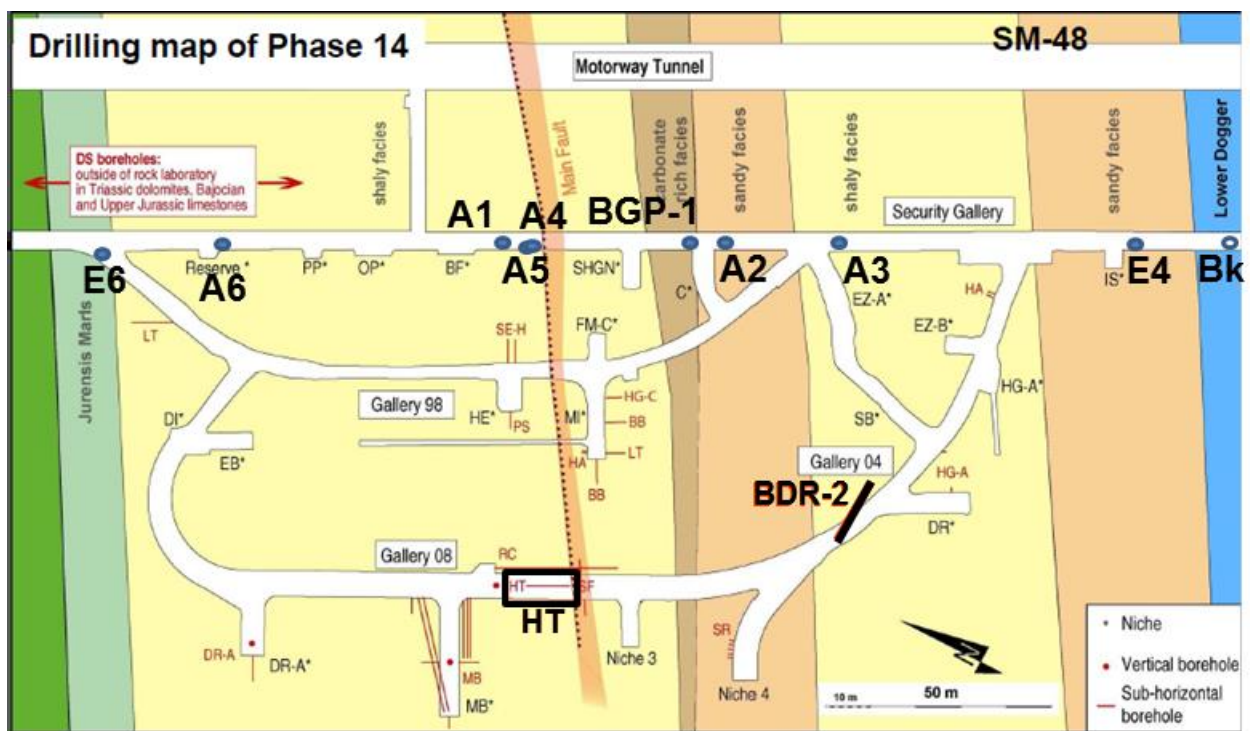 Drilling map of Phase 14
SM-48
Motorway Tunnel
DS boreholes:
outside of rock laboratory
in Triassic dolomites, Bajocian
and Upper Jurassic limestones
shaly facies
Main Fault
carbonate
rich facies
sandy facies
shaly facies
Security Gallery
sandy facies
Lower Dogger
A1
A4
BGP-1
E6
Reserve *
A6
PP*
OP*
BF*
A5
SHGN*
C*
A2
A3
EZ-A*
HA
IS*
E4
Bk
Jurensis Marls
LT
SE-H
FM-C*
EZ-B*
HG-A*
Gallery 98
HE*
PS
MI*
HG-C
BB
DI*
EB*
HA
LT
BB
SB*
Gallery 04
HG-A
BDR-2
DR*
Gallery 08
RC
HT
SF
HT
DR-A
DR-A*
MB
MB*
Niche 3
SR
Niche 4
N
10 m
50 m
Niche
Vertical borehole
Sub-horizontal
borehole